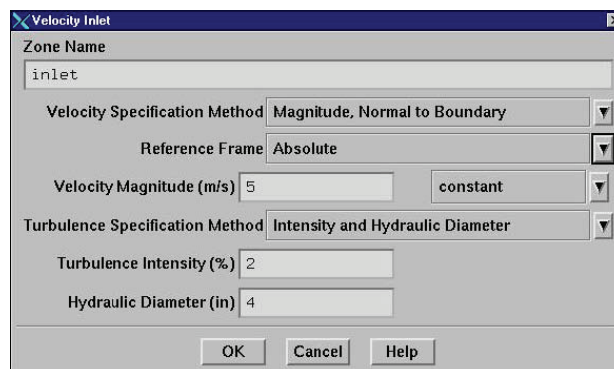 Velocity Inlet
Zone Name
inlet
Velocity Specification Method Magnitude, Normal to Boundary
Reference Frame Absolute
Velocity Magnitude (m/s) 5 constant
Turbulence Specification Method Intensity and Hydraulic Diameter
Turbulence Intensity (%) 2
Hydraulic Diameter (in) 4
OK Cancel Help